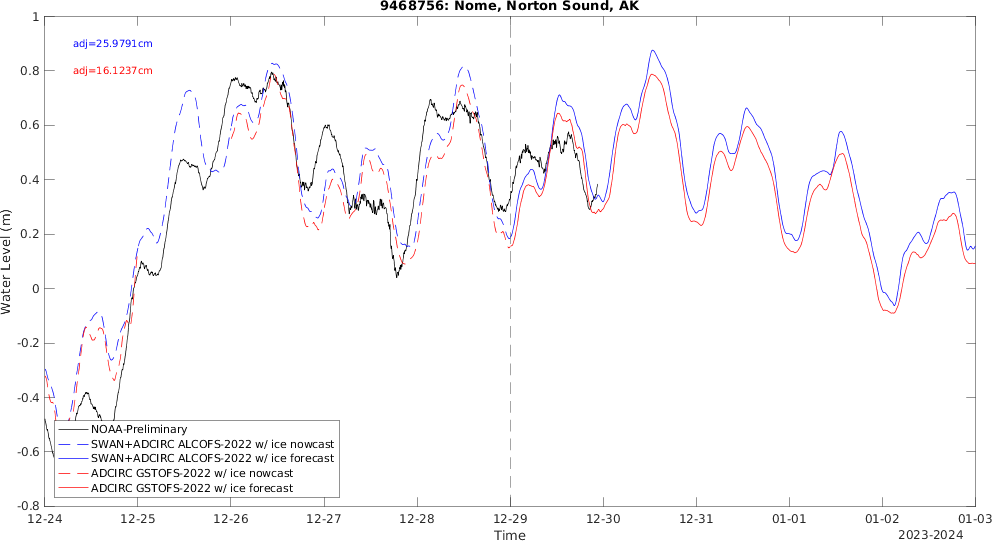 9468756: Nome, Norton Sound, AK
adj=25.9791cm
adj=16.1237cm
Water Level (m)
1
0.8
0.6
0.4
0.2
0
-0.2
-0.4
-0.6
-0.8
NOAA-Preliminary
SWAN+ADCIRC ALCOFS-2022 w/ ice nowcast
SWAN+ADCIRC ALCOFS-2022 w/ ice forecast
ADCIRC GSTOFS-2022 w/ ice nowcast
ADCIRC GSTOFS-2022 w/ ice forecast
12-24 12-25 12-26 12-27 12-28 12-29 12-30 12-31 01-01 01-02 01-03
Time
2023-2024